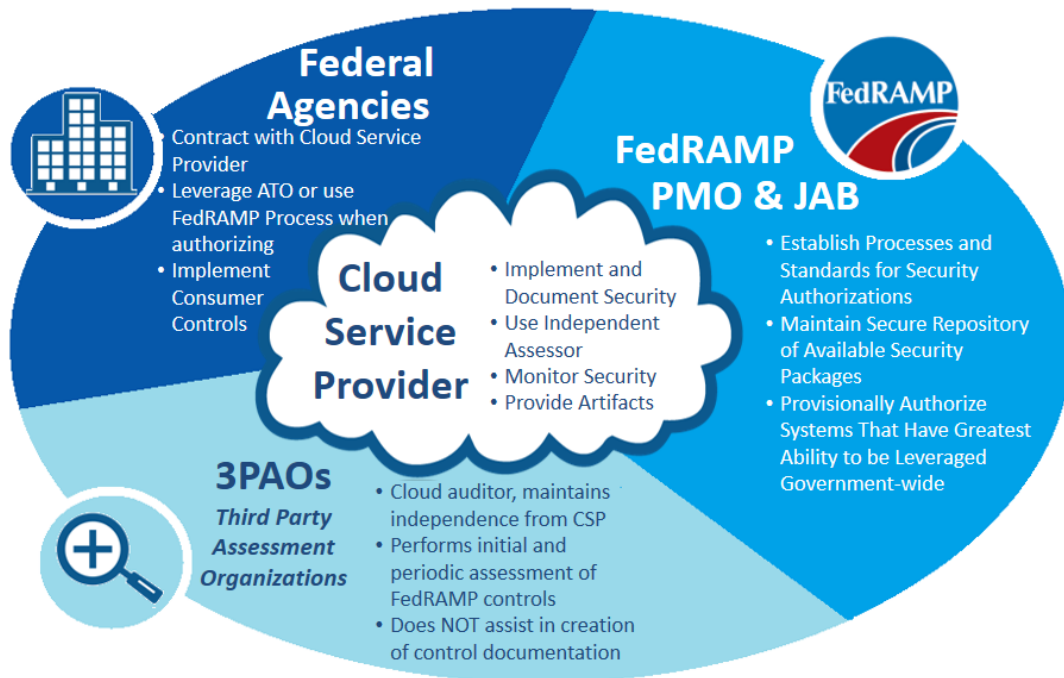 Federal
Agencies
• Contract with Cloud Service
Provider
• Leverage ATO or use
FedRAMP Process when
authorizing
• Implement
Consumer
Controls
FedRAMP
FedRAMP
PMO & JAB
• Establish Processes and
Standards for Security
Authorizations
• Maintain Secure Repository
of Available Security
Packages
• Provisionally Authorize
Systems That Have Greatest
Ability to be Leveraged
Government-wide
Cloud
Service
Provider
• Implement and
Document Security
• Use Independent
Assessor
• Monitor Security
• Provide Artifacts
3PAOs
Third Party
Assessment
Organizations
• Cloud auditor, maintains
independence from CSP
• Performs initial and
periodic assessment of
FedRAMP controls
• Does NOT assist in creation
of control documentation